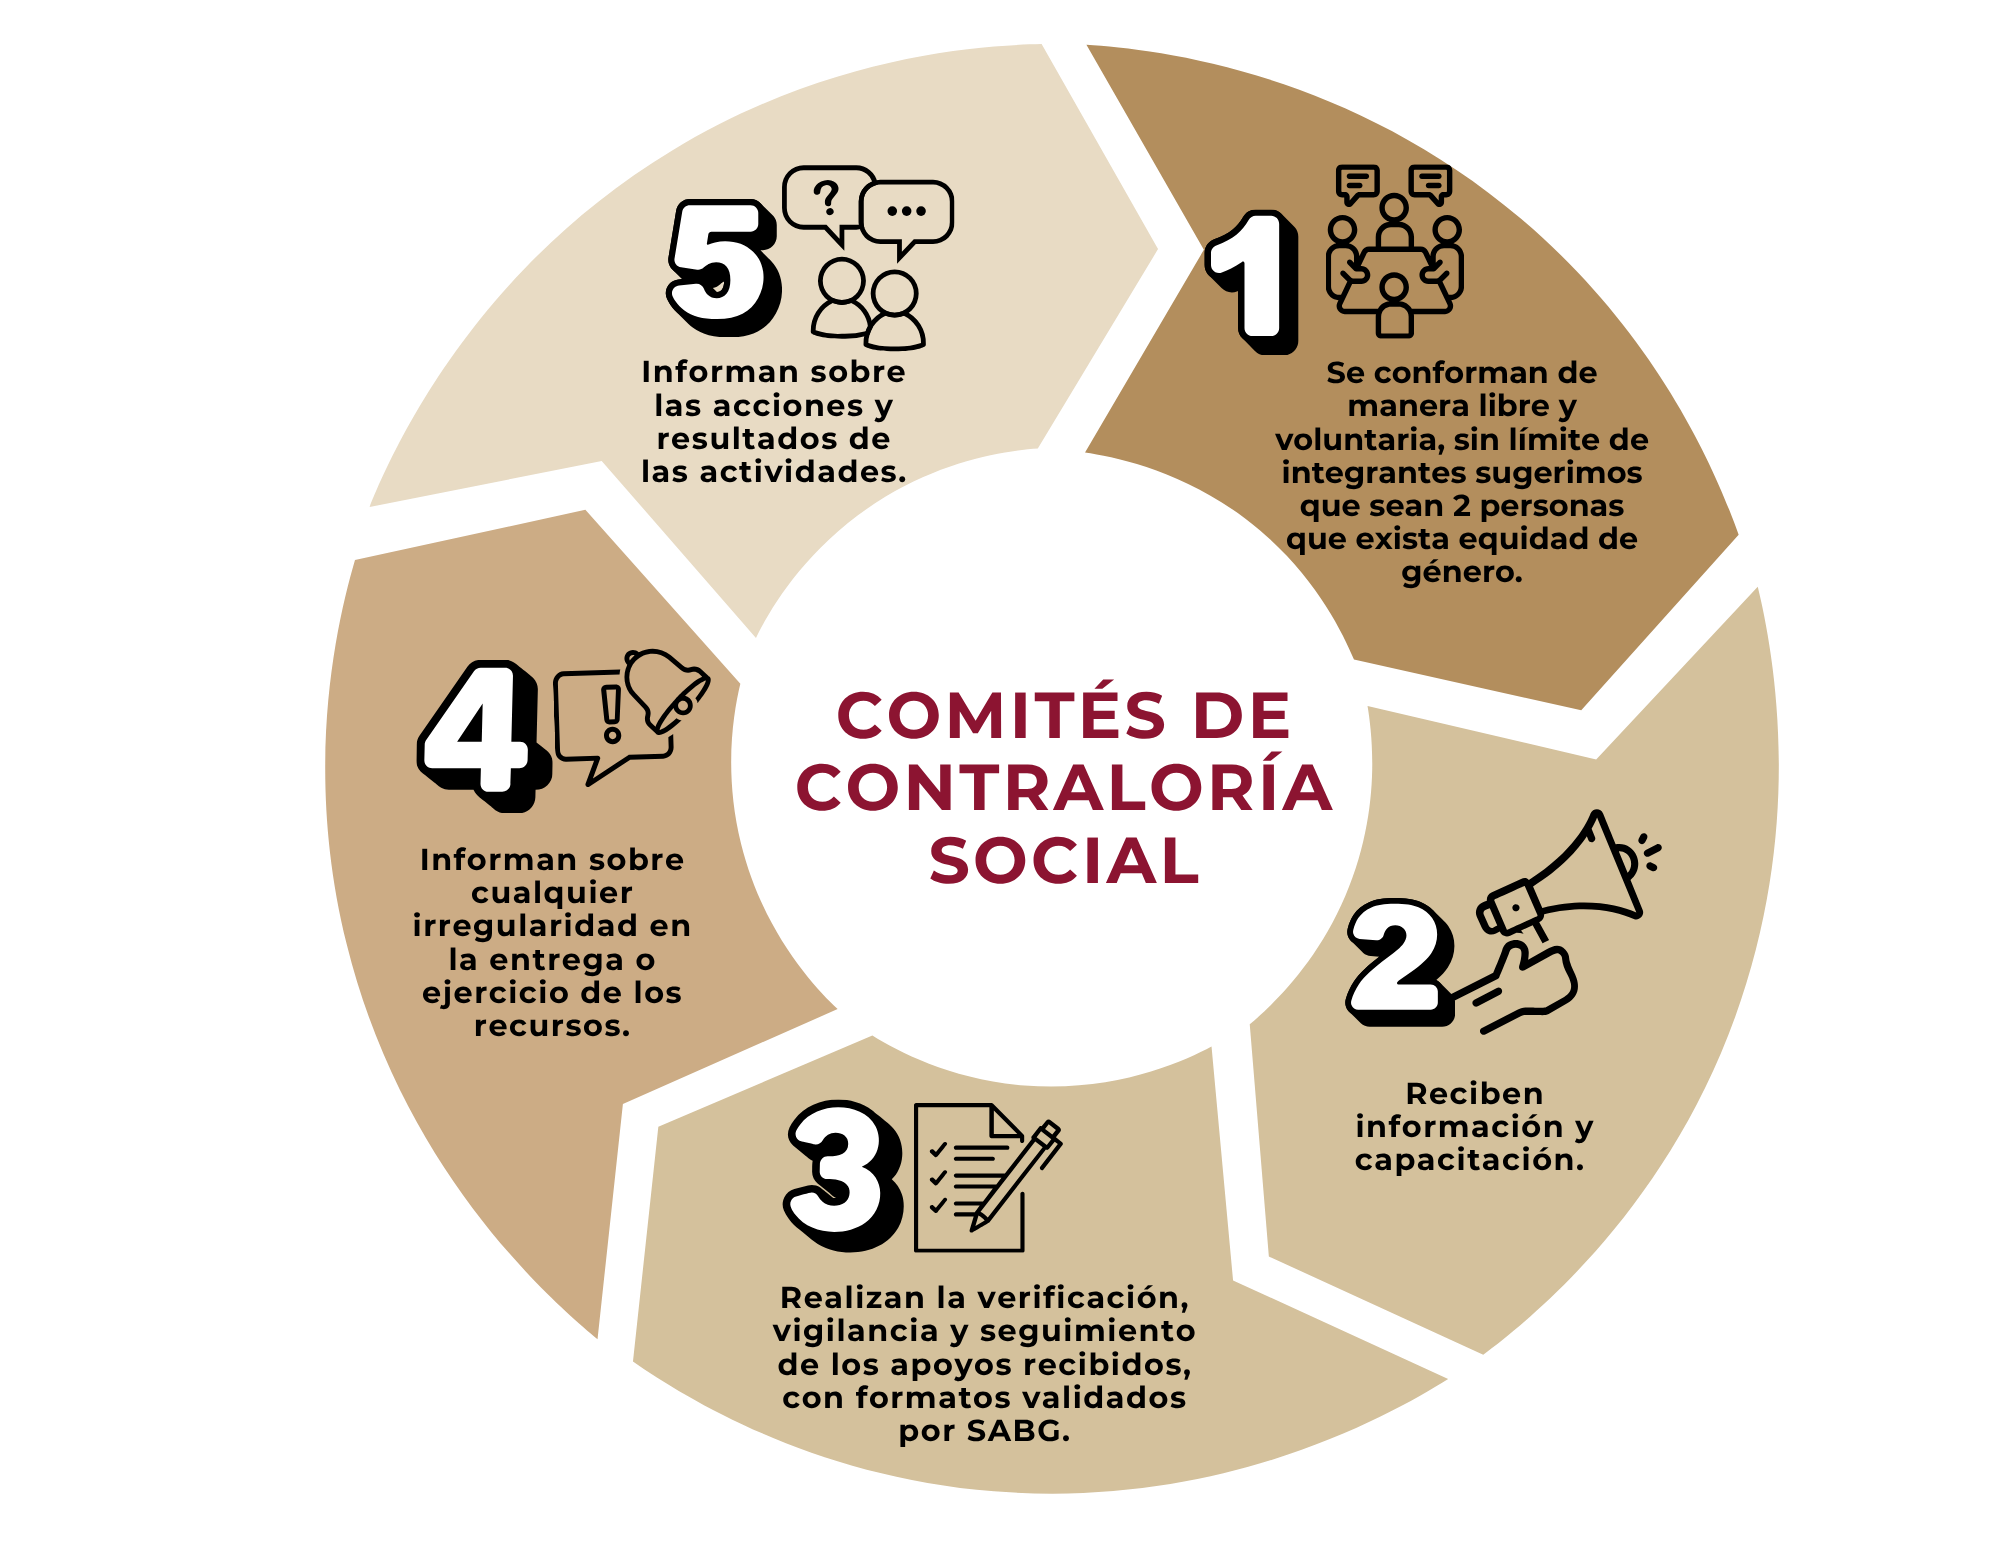 COMITÉS DE
CONTRALORÍA
SOCIAL
1
Se conforman de
manera libre y
voluntaria, sin límite de
integrantes sugerimos
que sean 2 personas
que exista equidad de
género.
2
Reciben
información y
capacitación.
3
Realizan la verificación,
vigilancia y seguimiento
de los apoyos recibidos,
con formatos validados
por SABG.
4
!
Informan sobre
cualquier
irregularidad en
la entrega o
ejercicio de los
recursos.
5
? ...
Informan sobre
las acciones y
resultados de
las actividades.